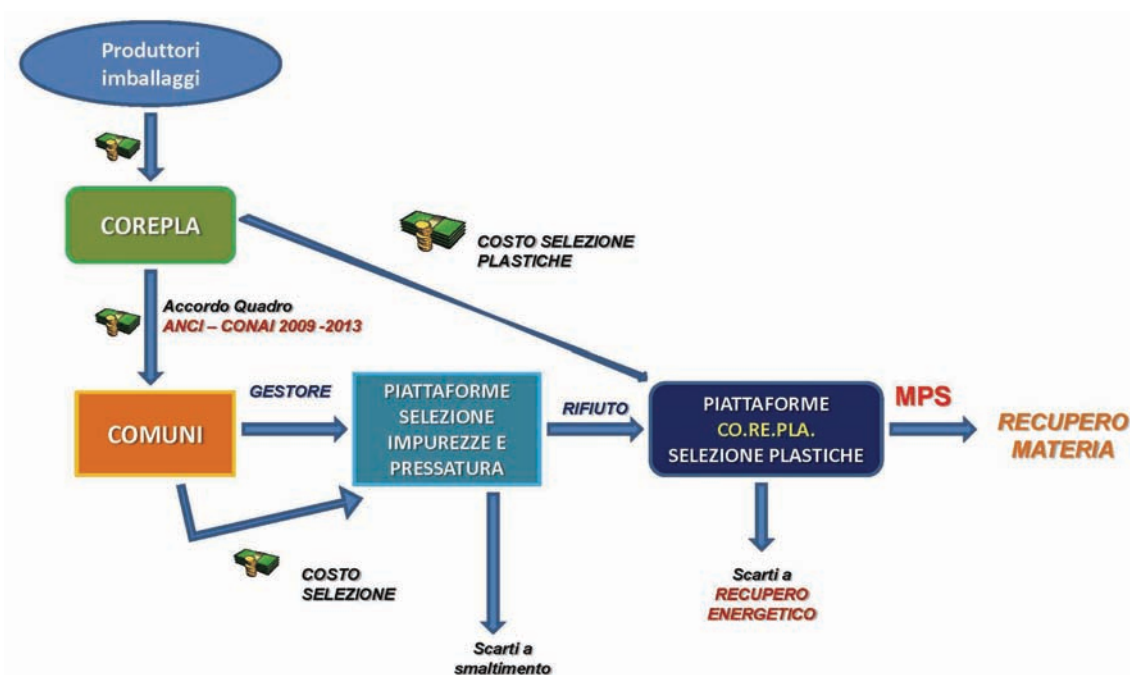 Produttori
imballaggi
COREPLA
COSTO SELEZIONE
PLASTICHE
Accordo Quadro
ANCI – CONAI 2009 -2013
COMUNI
GESTORE
PIATTAFORME
SELEZIONE
IMPUREZZE E
PRESSATURA
RIFIUTO
PIATTAFORME
CO.RE.PLA.
SELEZIONE PLASTICHE
MPS
RECUPERO
MATERIA
COSTO
SELEZIONE
Scarti a
smaltimento
Scarti a
RECUPERO
ENERGETICO